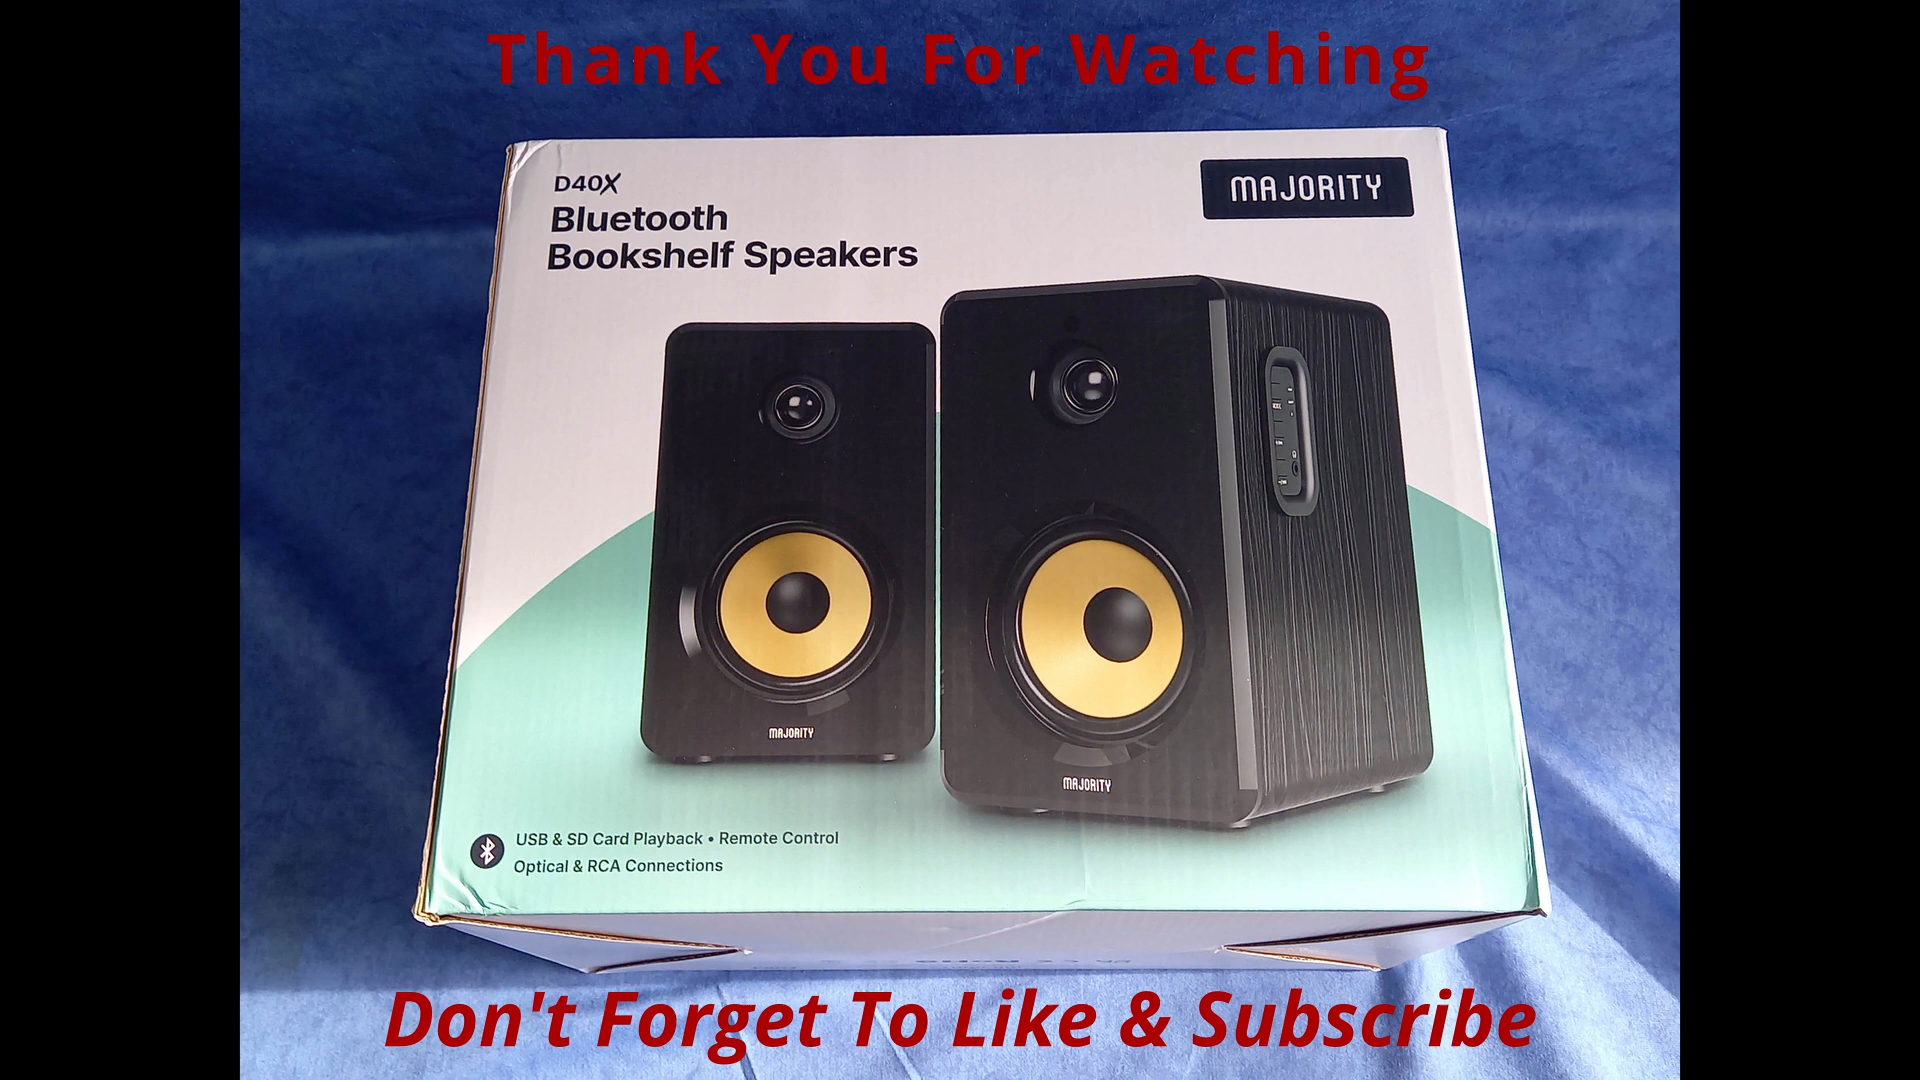 Thank You For Watching
D40X
Bluetooth
Bookshelf Speakers
MAJORITY
MAJORITY
MAJORITY
USB & SD Card Playback • Remote Control
Optical & RCA Connections
Don't Forget To Like & Subscribe